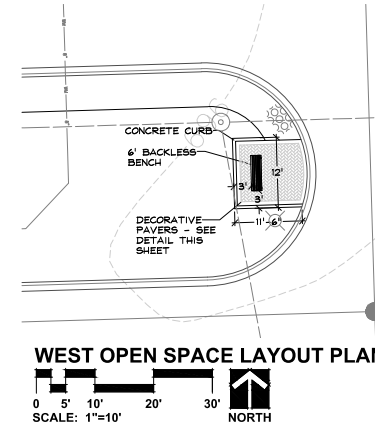 CONCRETE CURB
6' BACKLESS
BENCH
12'
3'
3'
11'-6"
DECORATIVE
PAVERS - SEE
DETAIL THIS
SHEET
WEST OPEN SPACE LAYOUT PLAN
0 5' 10' 20' 30'
SCALE: 1"=10'
NORTH